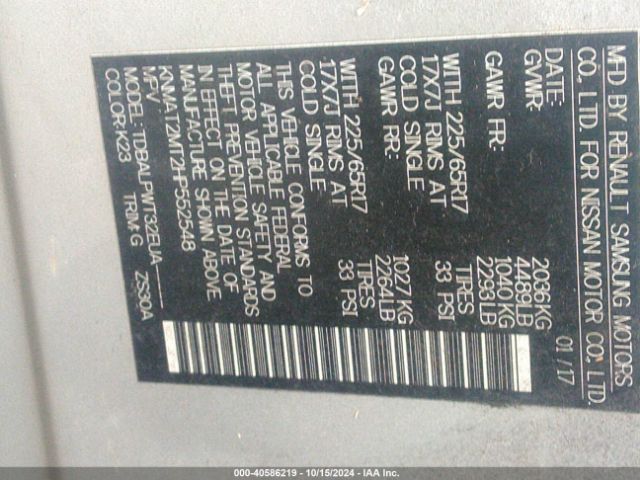 MFD BY RENAULT SAMSUNG MOTORS
CO., LTD. FOR NISSAN MOTOR CO., LTD.
DATE: 01/17
GVWR: 2036KG
4489LB
GAWR FR: 1040KG
2293LB
WITH 225/65R17 TIRES
17X7J RIMS AT 33 PSI
COLD SINGLE
GAWR RR: 1027KG
2264LB
WITH 225/65R17 TIRES
17X7J RIMS AT 33 PSI
COLD SINGLE
THIS VEHICLE CONFORMS TO
ALL APPLICABLE FEDERAL
MOTOR VEHICLE SAFETY AND
THEFT PREVENTION STANDARDS
IN EFFECT ON THE DATE OF
MANUFACTURE SHOWN ABOVE
KNMAT2MT2HP552548
MPV
MODEL: TDBALPWT32EUA-----
COLOR: K23 TRIM: G ZS30A
000-40586219 - 10/15/2024 - IAA Inc.